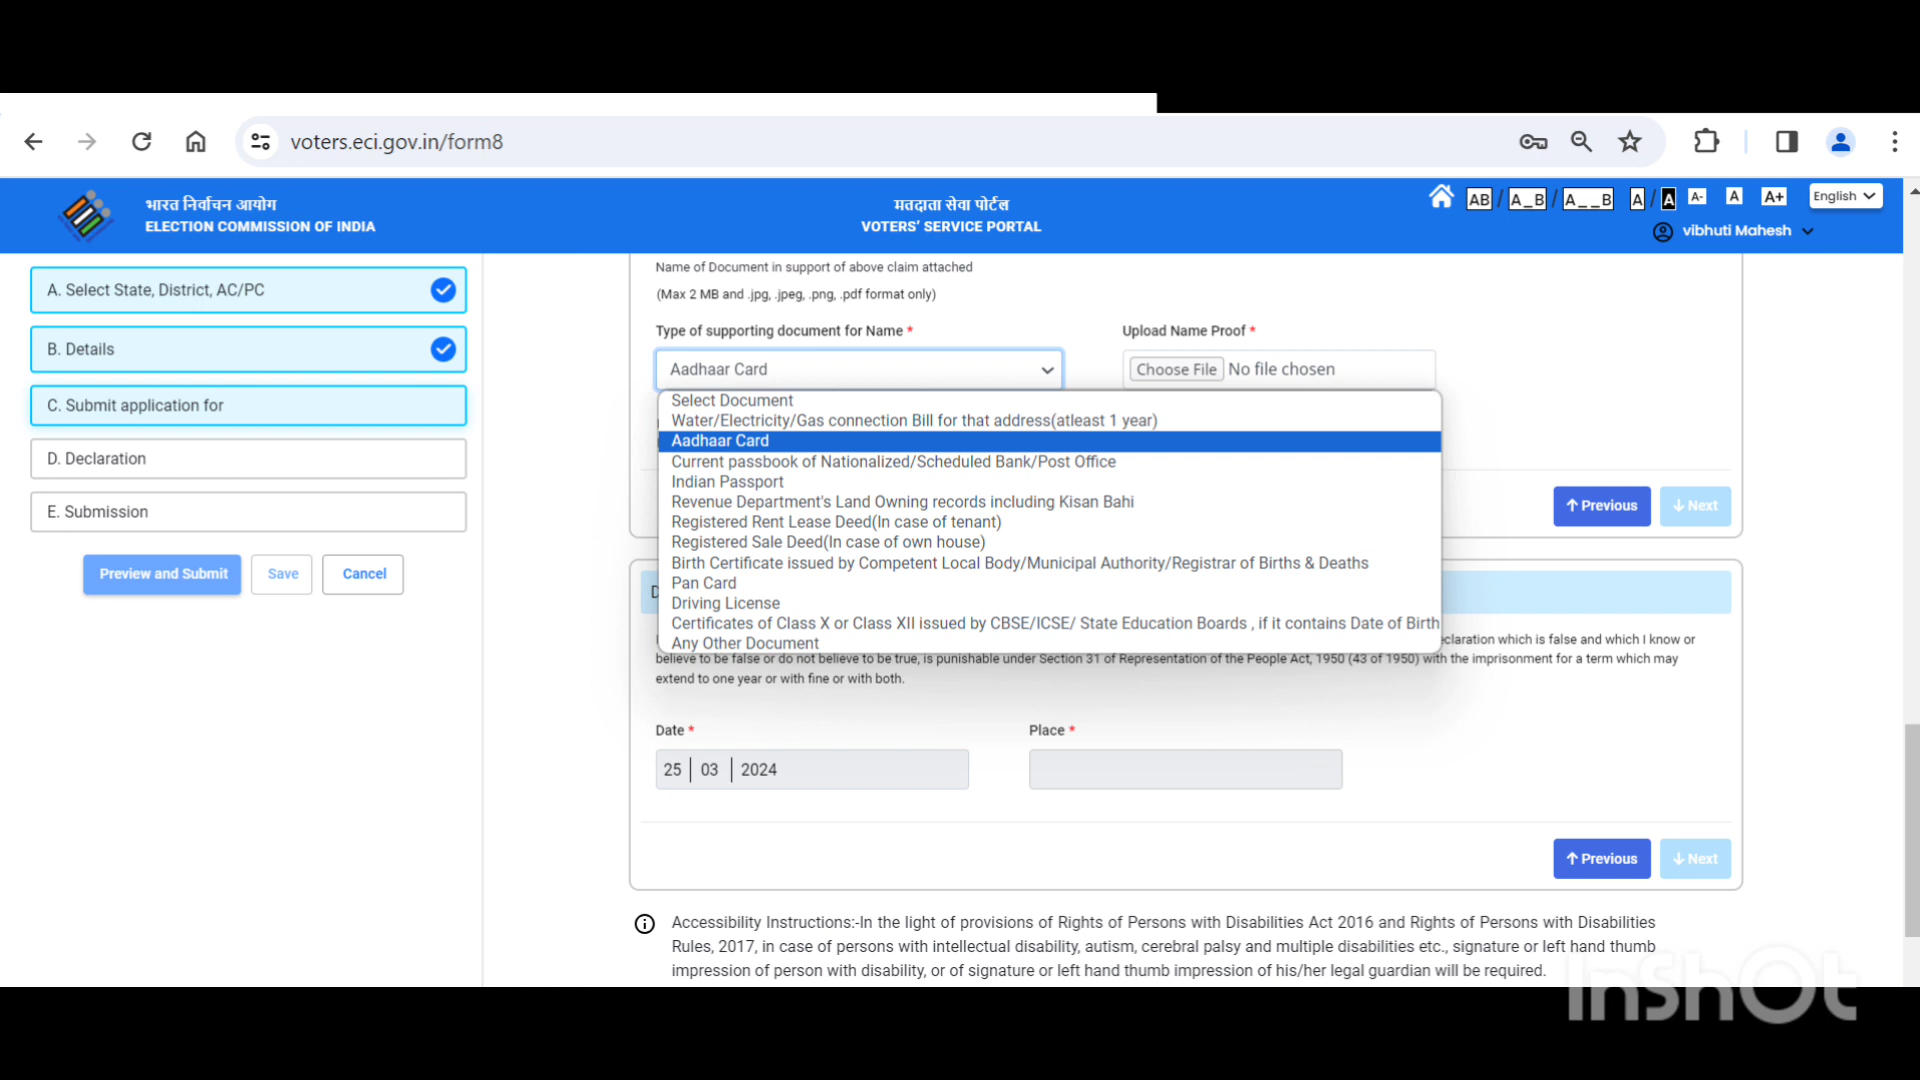 voters.eci.gov.in/form8
भारत निर्वाचन आयोग
ELECTION COMMISSION OF INDIA
मतदाता सेवा पोर्टल
VOTERS' SERVICE PORTAL
AB / A_B / A__B A / A A- A A+ English
vibhuti Mahesh
A. Select State, District, AC/PC
B. Details
C. Submit application for
D. Declaration
E. Submission
Preview and Submit Save Cancel
Name of Document in support of above claim attached
(Max 2 MB and .jpg, .jpeg, .png, .pdf format only)
Type of supporting document for Name * Upload Name Proof *
Aadhaar Card Choose File No file chosen
Select Document
Water/Electricity/Gas connection Bill for that address(atleast 1 year)
Aadhaar Card
Current passbook of Nationalized/Scheduled Bank/Post Office
Indian Passport
Revenue Department's Land Owning records including Kisan Bahi
Registered Rent Lease Deed(In case of tenant)
Registered Sale Deed(In case of own house)
Birth Certificate issued by Competent Local Body/Municipal Authority/Registrar of Births & Deaths
Pan Card
Driving License
Certificates of Class X or Class XII issued by CBSE/ICSE/ State Education Boards , if it contains Date of Birth
Any Other Document
Previous Next
eclaration which is false and which I know or
believe to be false or do not believe to be true, is punishable under Section 31 of Representation of the People Act, 1950 (43 of 1950) with the imprisonment for a term which may
extend to one year or with fine or with both.
Date * Place *
25 03 2024
Previous Next
Accessibility Instructions:-In the light of provisions of Rights of Persons with Disabilities Act 2016 and Rights of Persons with Disabilities
Rules, 2017, in case of persons with intellectual disability, autism, cerebral palsy and multiple disabilities etc., signature or left hand thumb
impression of person with disability, or of signature or left hand thumb impression of his/her legal guardian will be required.
InShOt